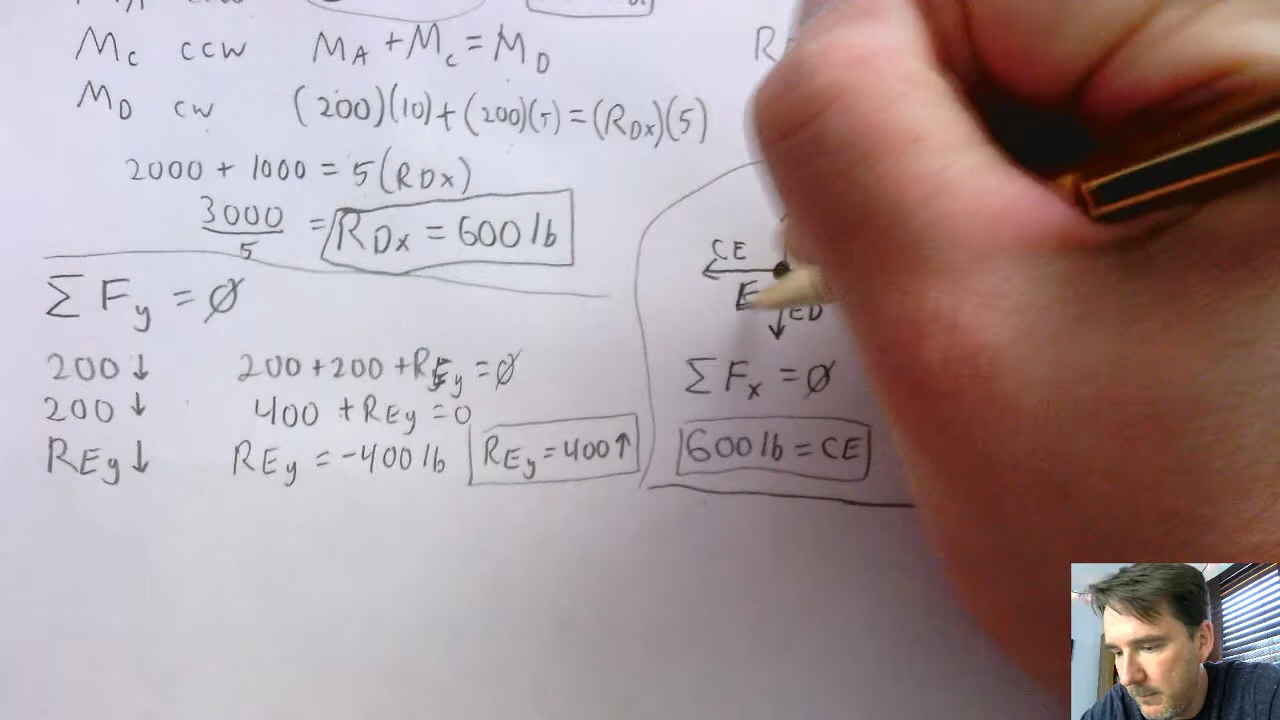 Mc ccw MA + Mc = MD
MD cw (200)(10) + (200)(5) = (RDx)(5)
2000 + 1000 = 5(RDx)
3000/5 = RDx = 600 lb
ΣFy = Ø
200↓ 200 + 200 + REy = Ø
200↓ 400 + REy = 0
REy↓ REy = -400 lb REy = 400↑
CE
E ED
ΣFx = Ø
600 lb = CE